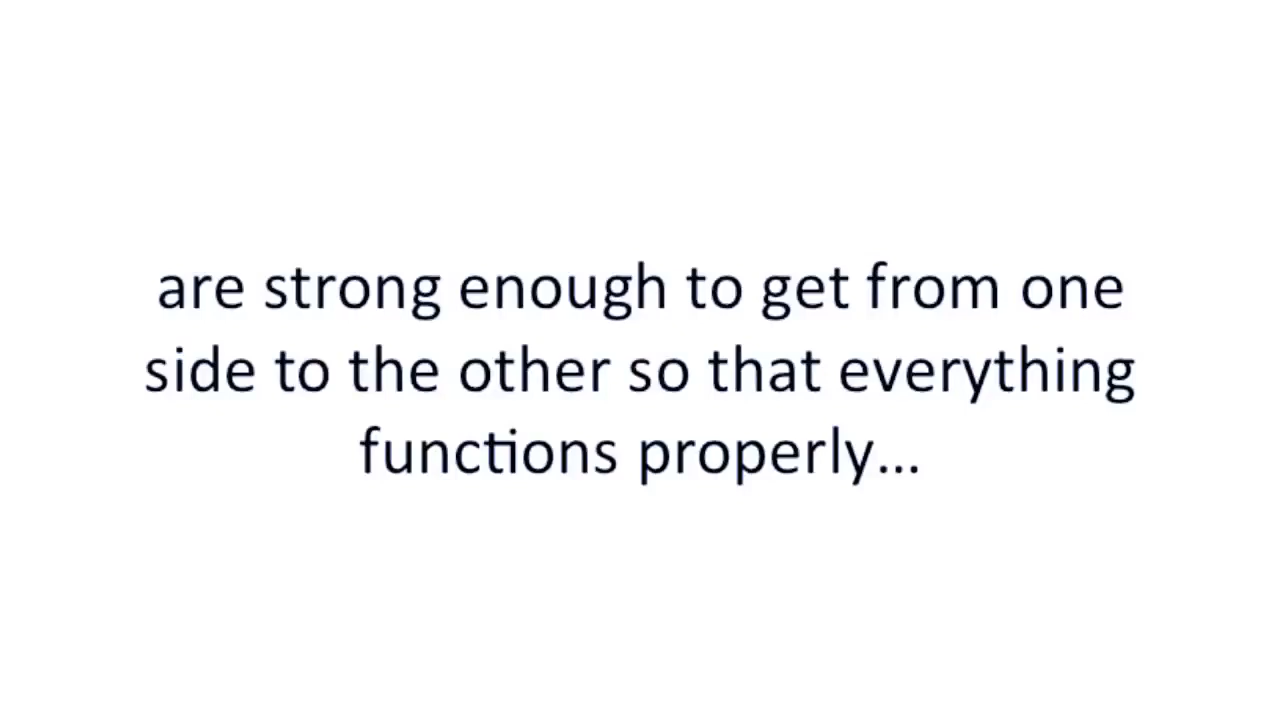 are strong enough to get from one
side to the other so that everything
functions properly…